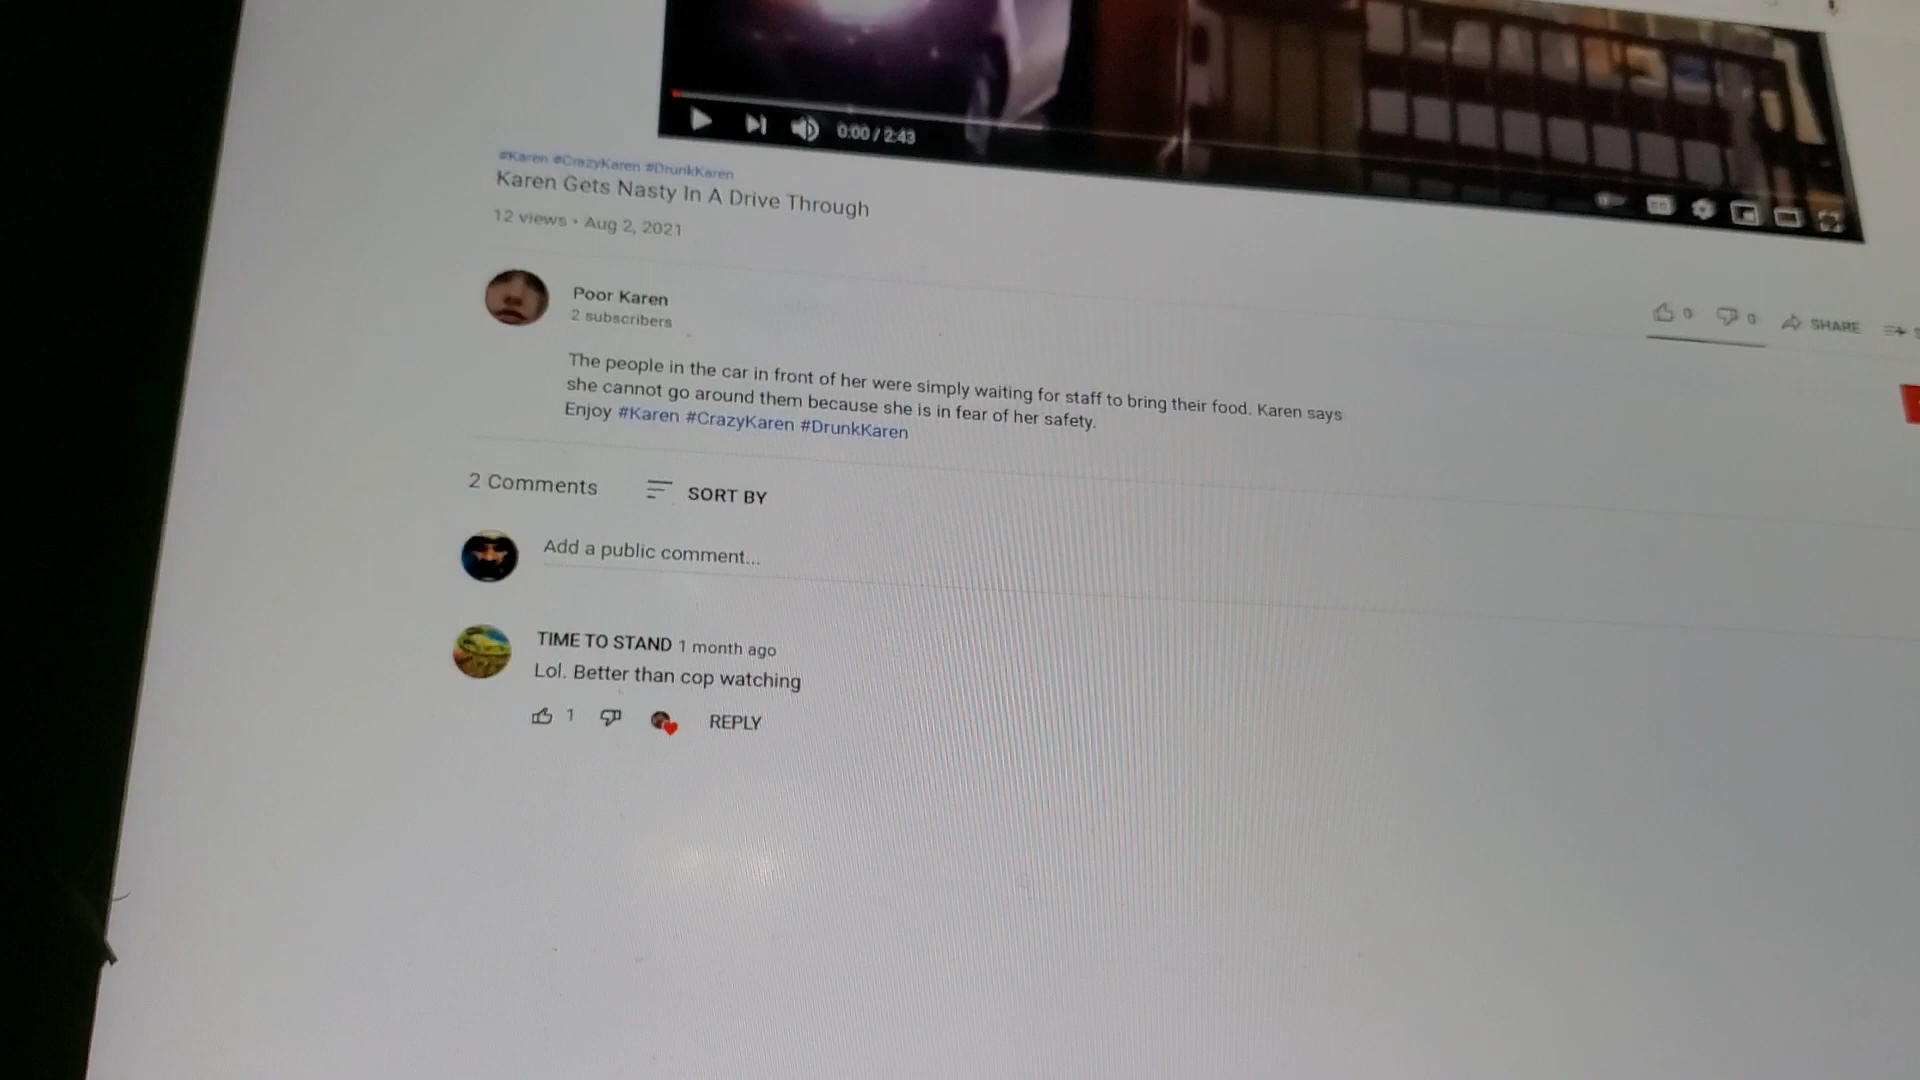 0:00 / 2:43
#Karen #CrazyKaren #DrunkKaren
Karen Gets Nasty In A Drive Through
12 views • Aug 2, 2021
0 0 SHARE
Poor Karen
2 subscribers
The people in the car in front of her were simply waiting for staff to bring their food. Karen says
she cannot go around them because she is in fear of her safety.
Enjoy #Karen #CrazyKaren #DrunkKaren
2 Comments SORT BY
Add a public comment...
TIME TO STAND 1 month ago
Lol. Better than cop watching
1 REPLY